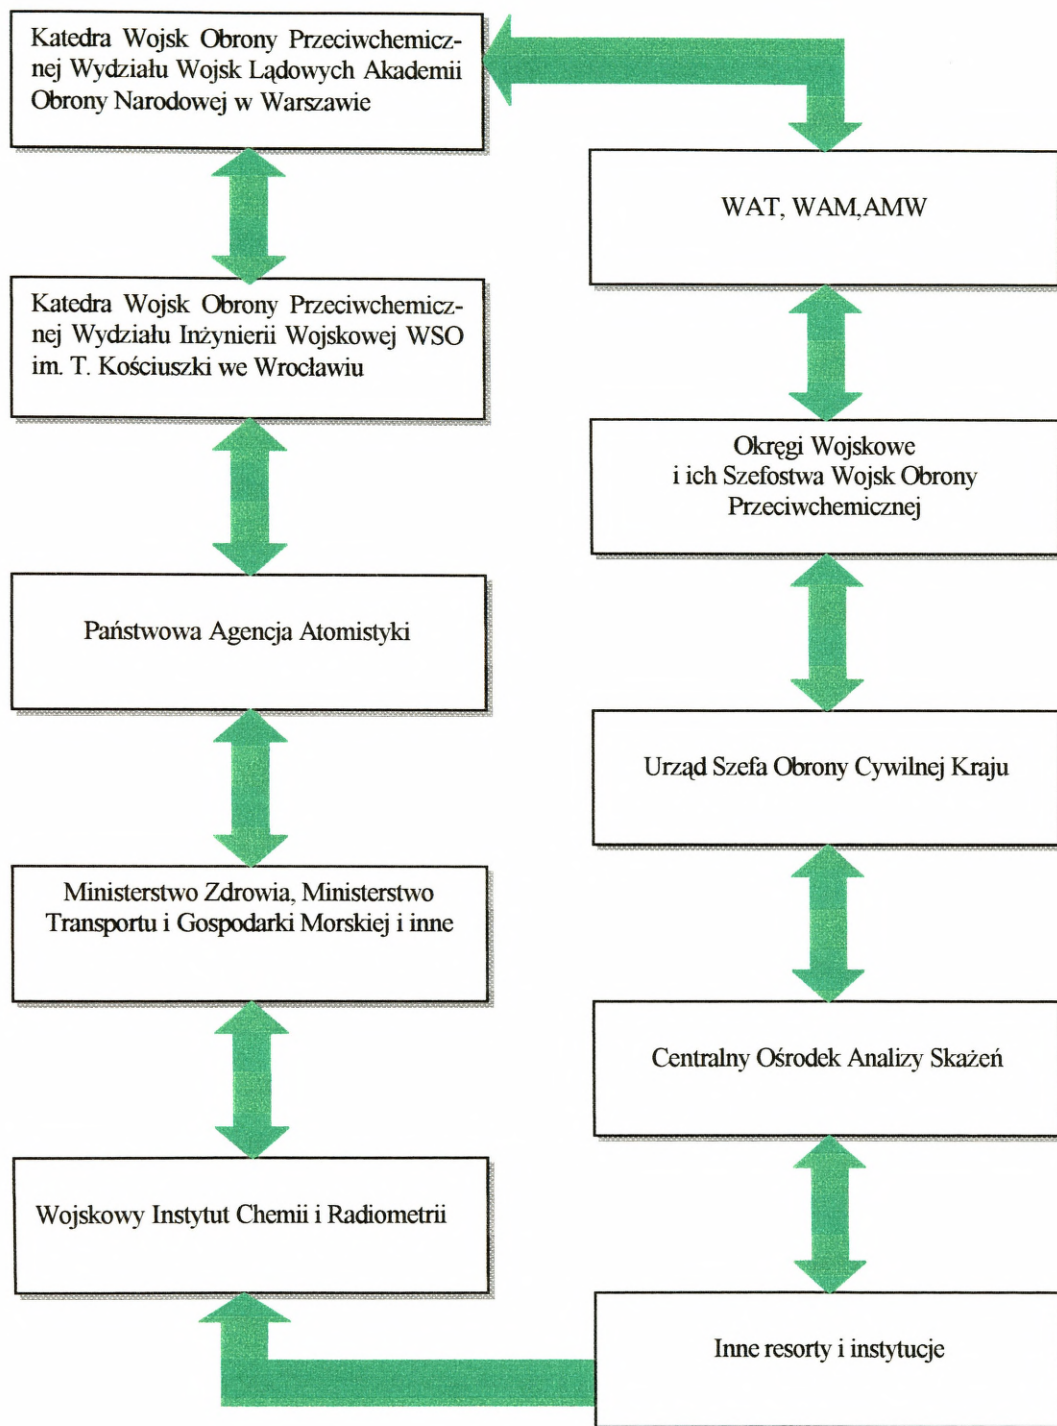 Katedra Wojsk Obrony Przeciwchemicz-
nej Wydziału Wojsk Lądowych Akademii
Obrony Narodowej w Warszawie
WAT, WAM,AMW
Katedra Wojsk Obrony Przeciwchemicz-
nej Wydziału Inżynierii Wojskowej WSO
im. T. Kościuszki we Wrocławiu
Okręgi Wojskowe
i ich Szefostwa Wojsk Obrony
Przeciwchemicznej
Państwowa Agencja Atomistyki
Urząd Szefa Obrony Cywilnej Kraju
Ministerstwo Zdrowia, Ministerstwo
Transportu i Gospodarki Morskiej i inne
Centralny Ośrodek Analizy Skażeń
Wojskowy Instytut Chemii i Radiometrii
Inne resorty i instytucje